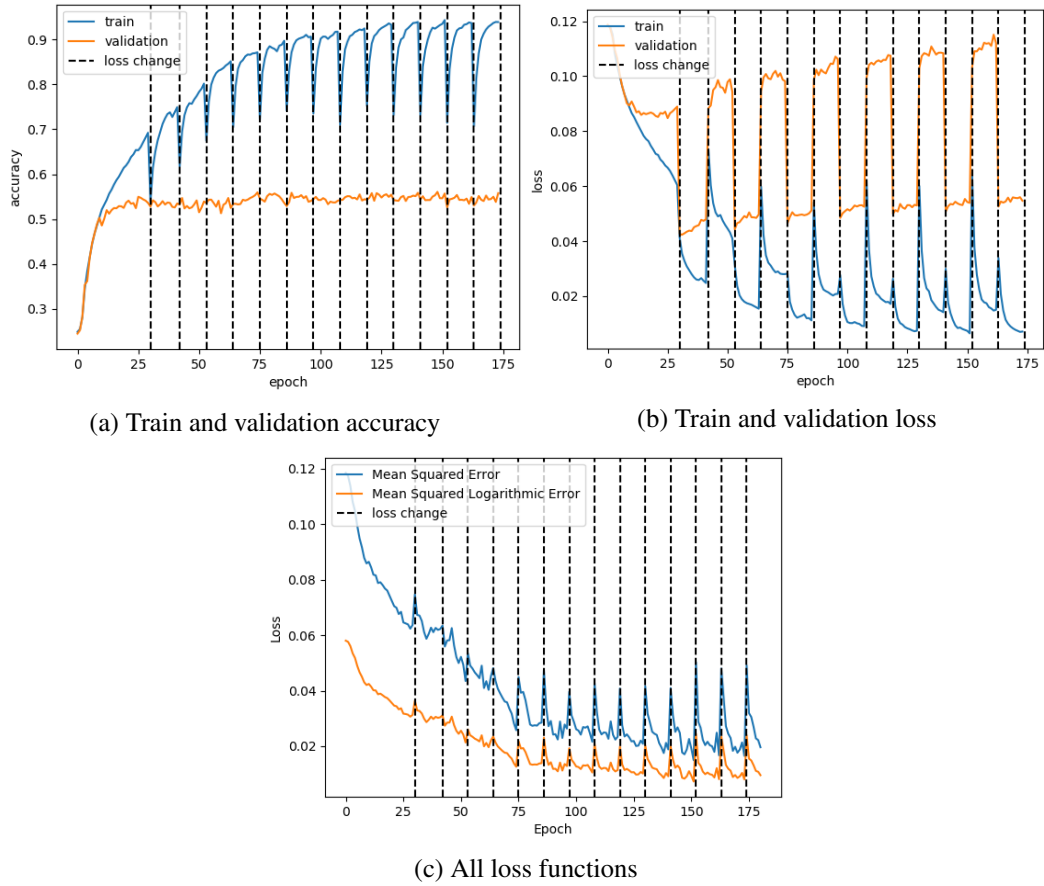 train
validation
loss change
0.9
0.8
0.7
0.6
0.5
0.4
0.3
accuracy
0 25 50 75 100 125 150 175
epoch
(a) Train and validation accuracy
train
validation
loss change
0.12
0.10
0.08
0.06
0.04
0.02
loss
0 25 50 75 100 125 150 175
epoch
(b) Train and validation loss
Mean Squared Error
Mean Squared Logarithmic Error
loss change
0.12
0.10
0.08
0.06
0.04
0.02
Loss
0 25 50 75 100 125 150 175
Epoch
(c) All loss functions